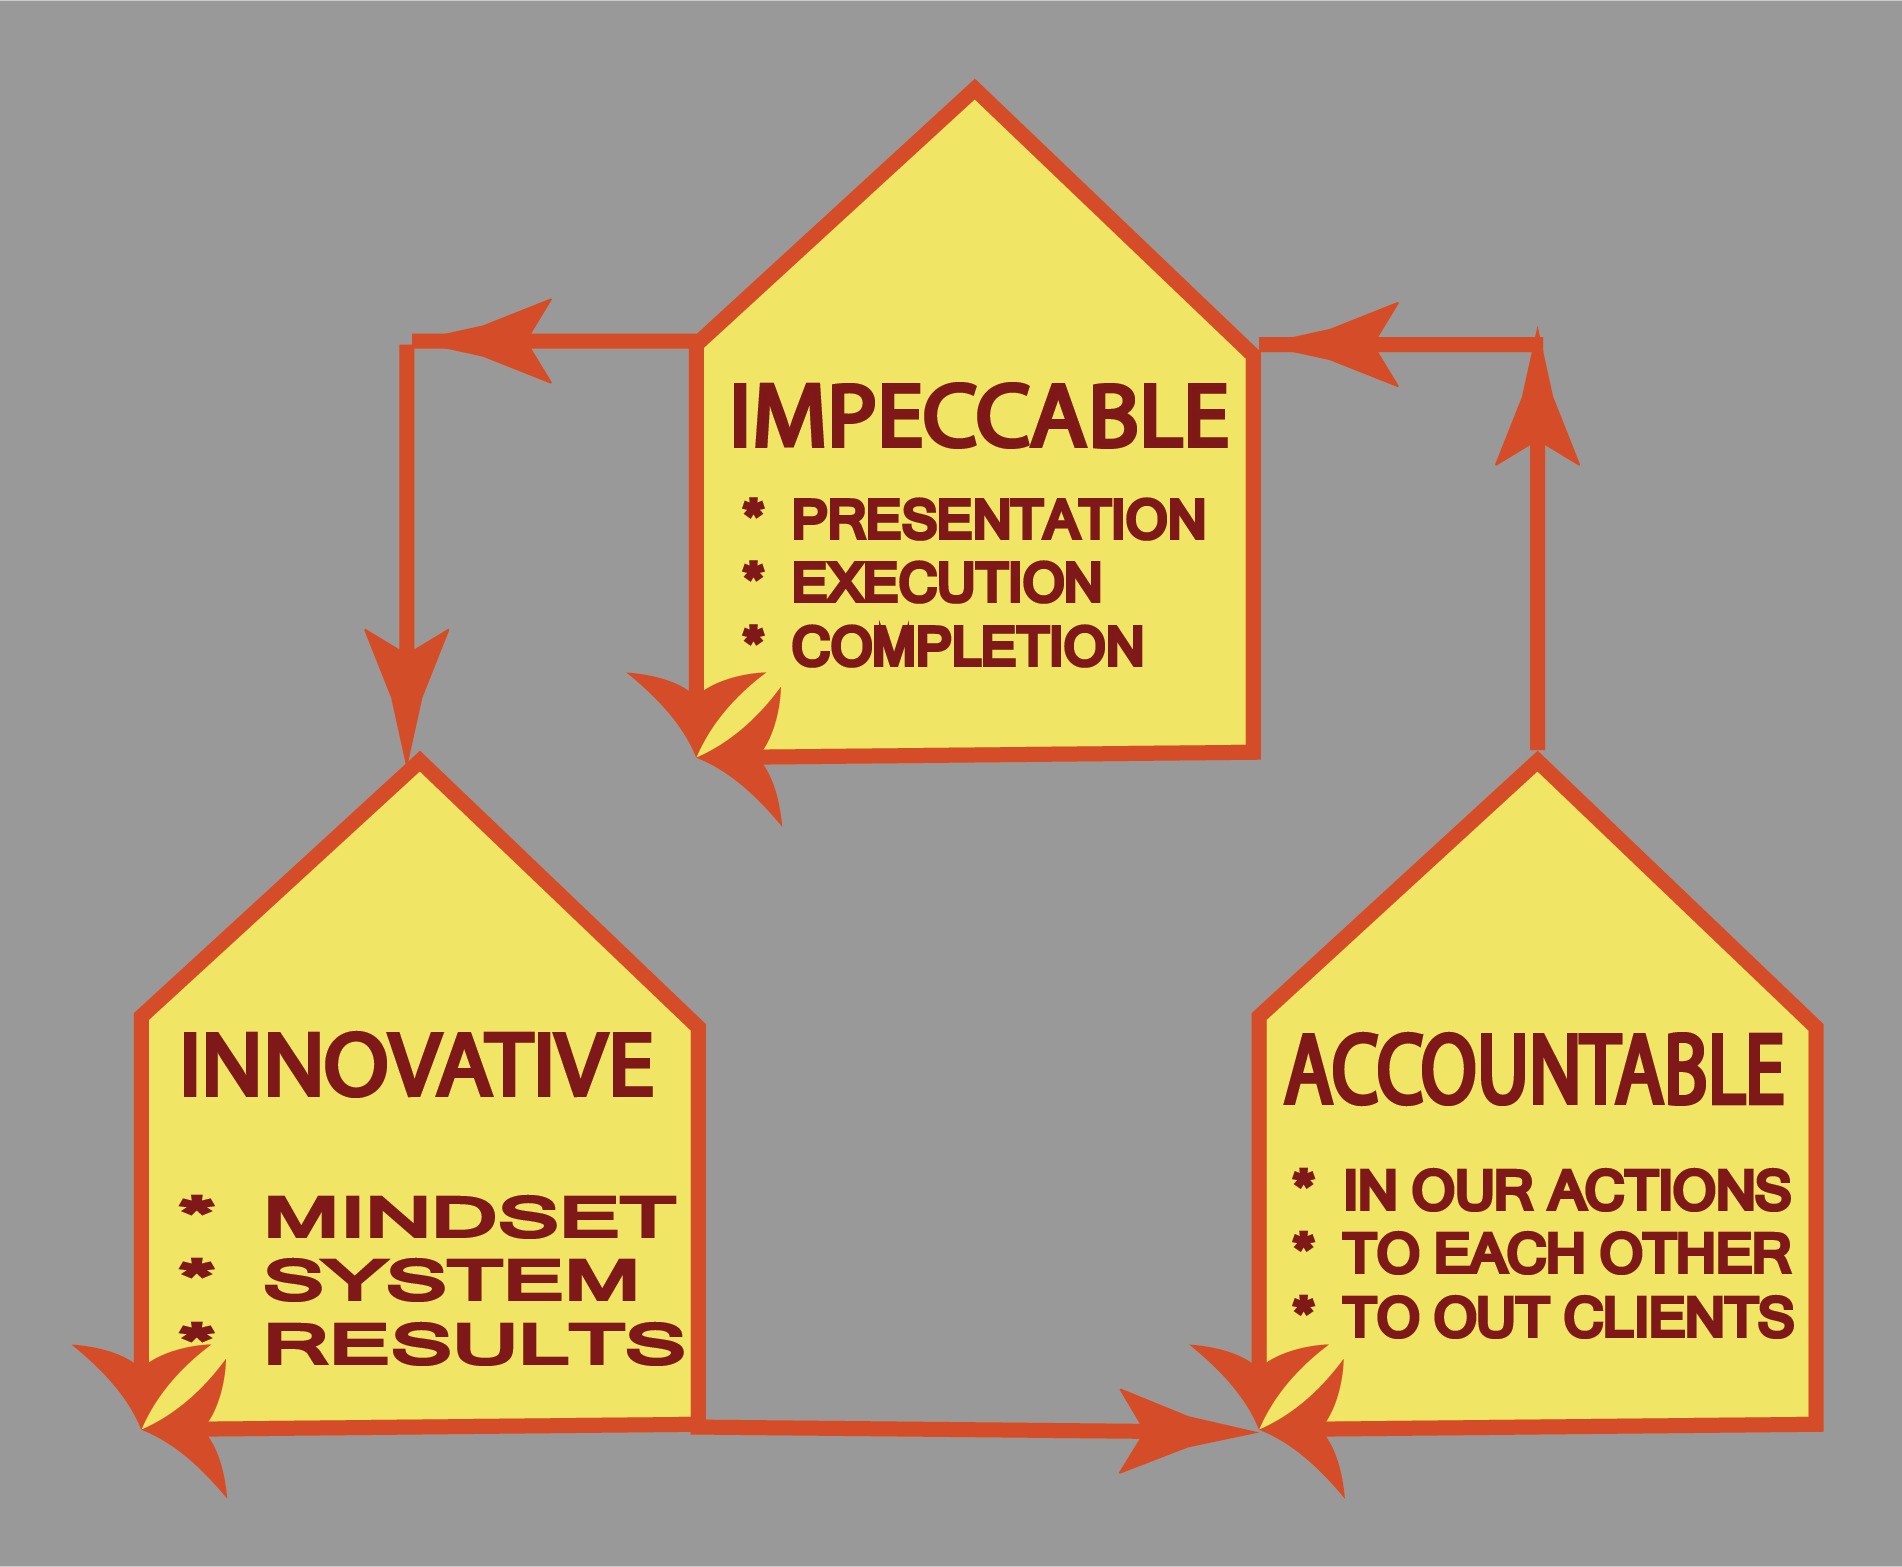 IMPECCABLE
* PRESENTATION
* EXECUTION
* COMPLETION
INNOVATIVE
* MINDSET
* SYSTEM
* RESULTS
ACCOUNTABLE
* IN OUR ACTIONS
* TO EACH OTHER
* TO OUT CLIENTS